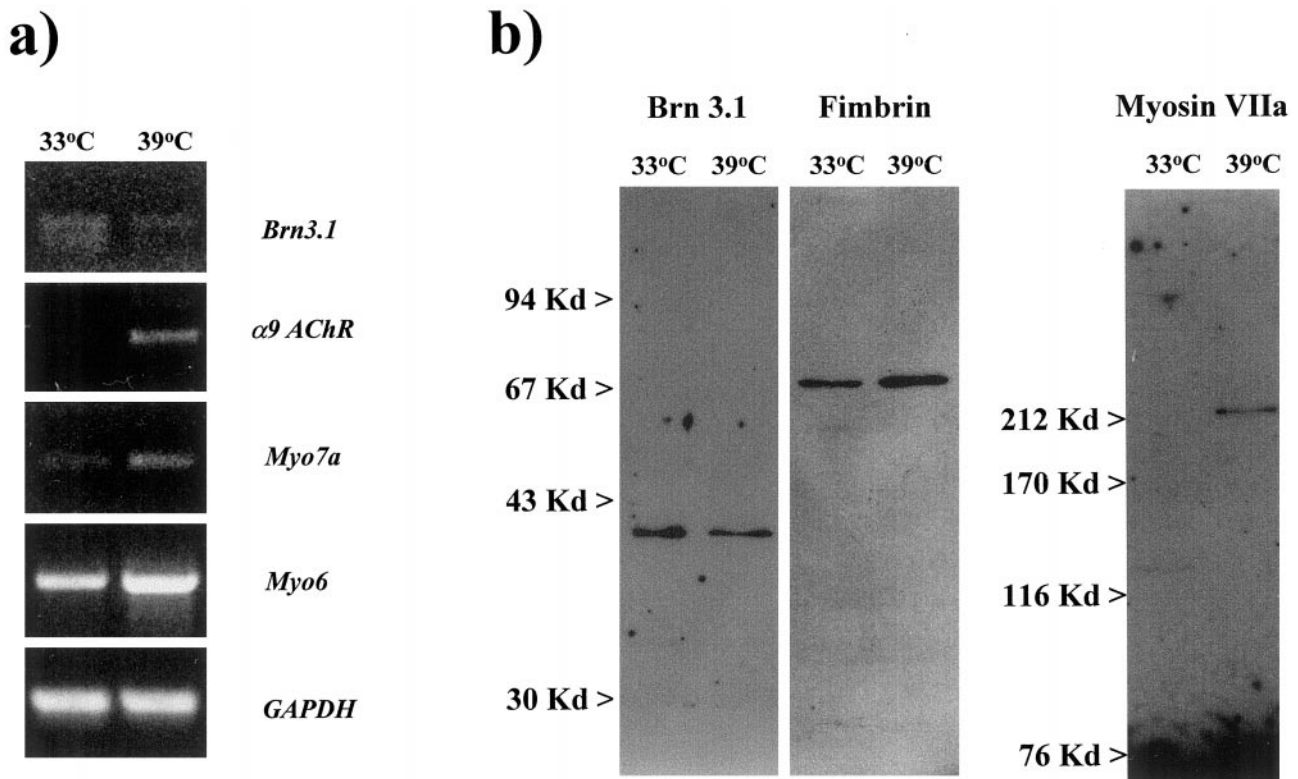 a)
33°C 39°C
Brn3.1
α9 AChR
Myo7a
Myo6
GAPDH
b)
Brn 3.1 Fimbrin Myosin VIIa
33°C 39°C 33°C 39°C 33°C 39°C
94 Kd >
67 Kd >
43 Kd >
30 Kd >
212 Kd >
170 Kd >
116 Kd >
76 Kd >